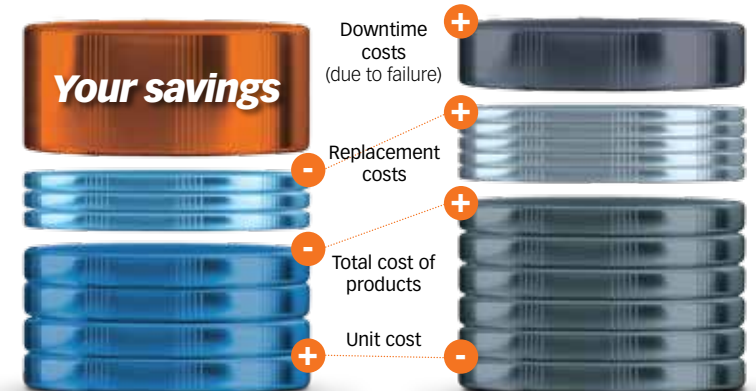 Downtime
costs
(due to failure)
+
Your savings
+
Replacement
costs
-
+
-
Total cost of
products
Unit cost
+
-